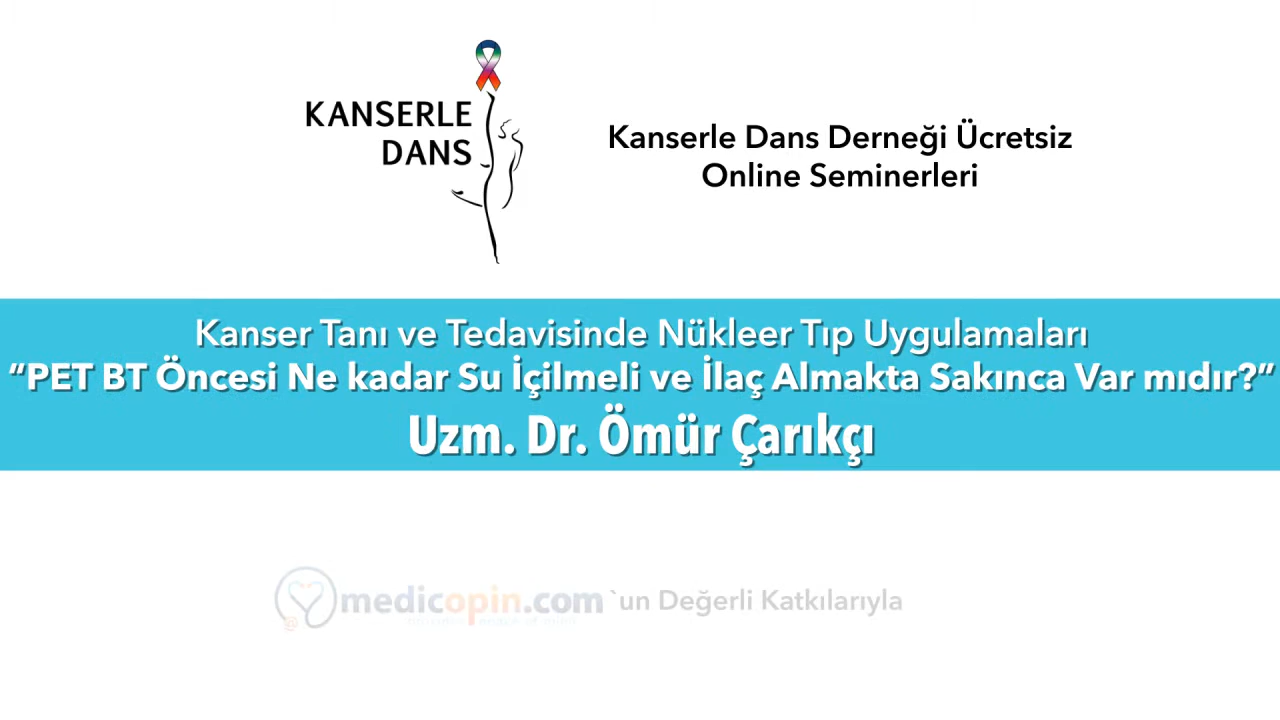 KANSERLE
DANS
Kanserle Dans Derneği Ücretsiz
Online Seminerleri
Kanser Tanı ve Tedavisinde Nükleer Tıp Uygulamaları
“PET BT Öncesi Ne kadar Su İçilmeli ve İlaç Almakta Sakınca Var mıdır?”
Uzm. Dr. Ömür Çarıkçı
medicopin.com `un Değerli Katkılarıyla